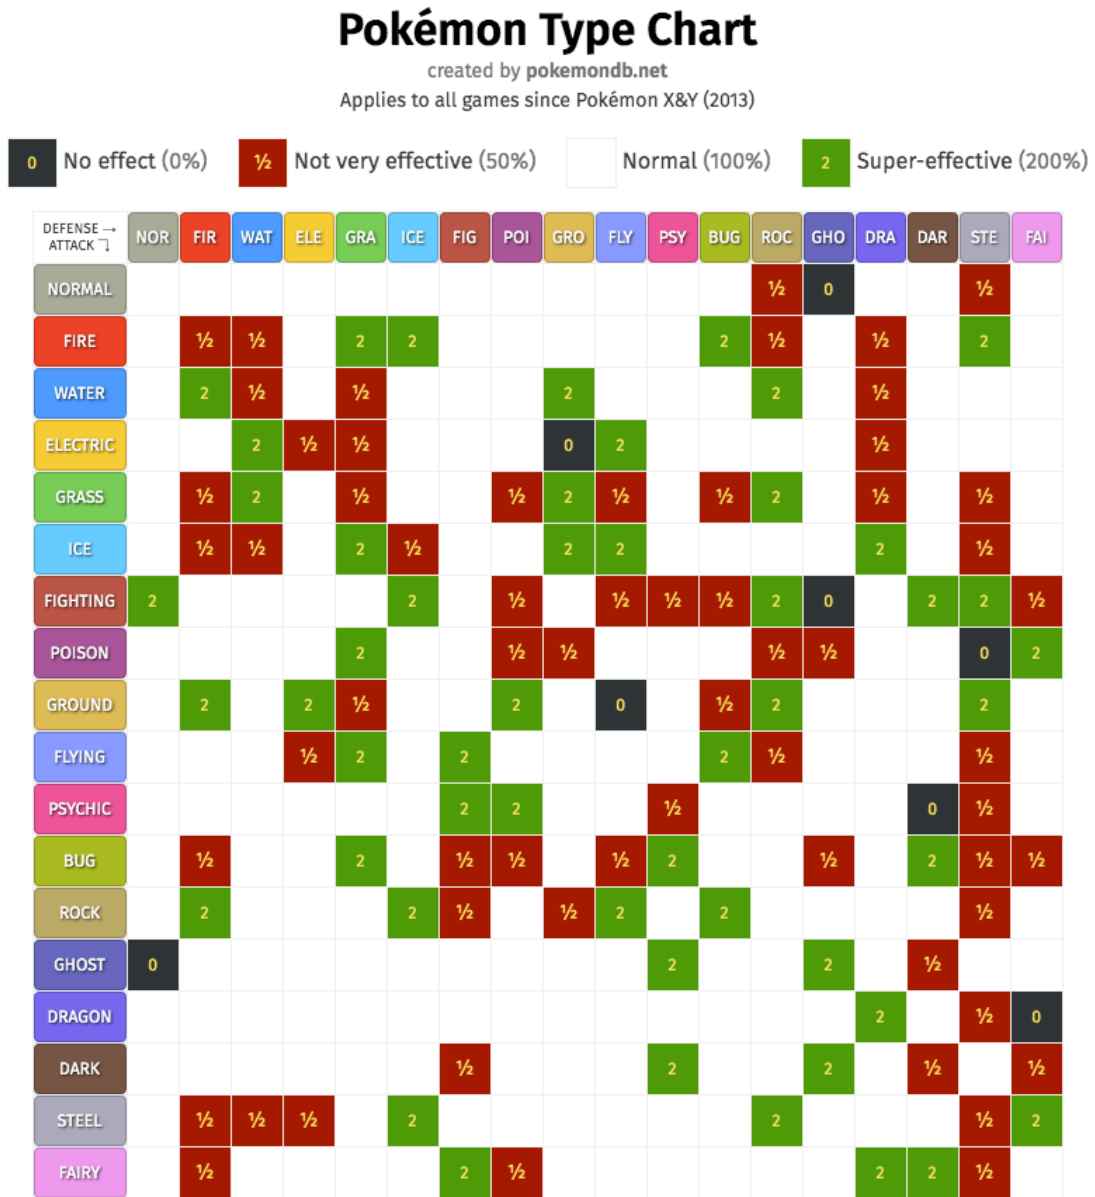 Pokémon Type Chart
created by pokemondb.net
Applies to all games since Pokémon X&Y (2013)
0 No effect (0%) ½ Not very effective (50%) Normal (100%) 2 Super-effective (200%)
DEFENSE → ATTACK ⤵ NOR FIR WAT ELE GRA ICE FIG POI GRO FLY PSY BUG ROC GHO DRA DAR STE FAI
NORMAL ½ 0 ½
FIRE ½ ½ 2 2 2 ½ ½ 2
WATER 2 ½ ½ 2 2 ½
ELECTRIC 2 ½ ½ 0 2 ½
GRASS ½ 2 ½ ½ 2 ½ ½ 2 ½ ½
ICE ½ ½ 2 ½ 2 2 2 ½
FIGHTING 2 2 ½ ½ ½ ½ 2 0 2 2 ½
POISON 2 ½ ½ ½ ½ 0 2
GROUND 2 2 ½ 2 0 ½ 2 2
FLYING ½ 2 2 2 ½ ½
PSYCHIC 2 2 ½ 0 ½
BUG ½ 2 ½ ½ ½ 2 ½ 2 ½ ½
ROCK 2 2 ½ ½ 2 2 ½
GHOST 0 2 2 ½
DRAGON 2 ½ 0
DARK ½ 2 2 ½ ½
STEEL ½ ½ ½ 2 2 ½ 2
FAIRY ½ 2 ½ 2 2 ½